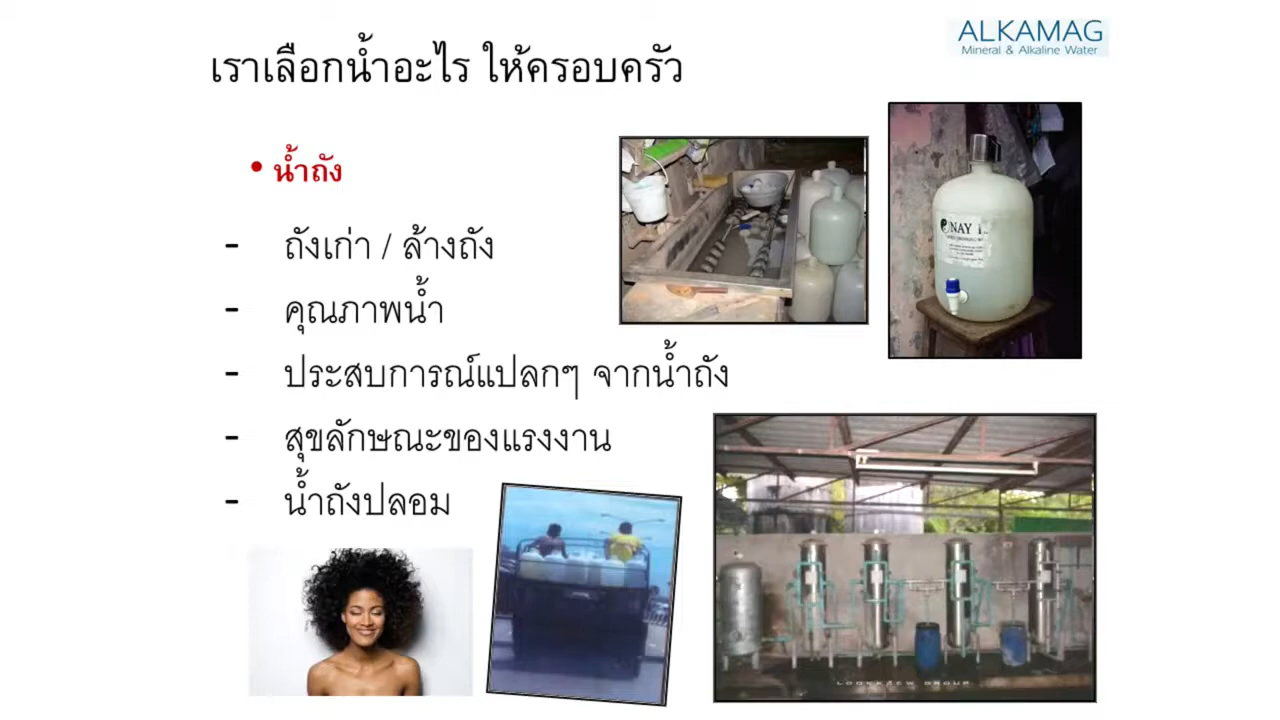 ALKAMAG
Mineral & Alkaline Water
เราเลือกน้ำอะไร ให้ครอบครัว
• น้ำถัง
- ถังเก่า / ล้างถัง
- คุณภาพน้ำ
- ประสบการณ์แปลกๆ จากน้ำถัง
- สุขลักษณะของแรงงาน
- น้ำถังปลอม
NAY
GROUP